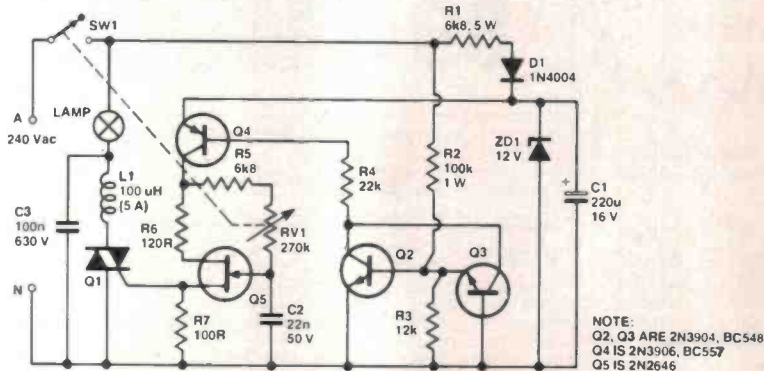 SW1
R1
6k8, 5 W
D1
1N4004
A
240 Vac
LAMP
Q4
R5
6k8
R4
22k
R2
100k
1 W
ZD1
12 V
C1
220u
16 V
+
L1
100 uH
(5 A)
C3
100n
630 V
R6
120R
RV1
270k
Q2
Q3
Q1
Q5
N
R7
100R
C2
22n
50 V
R3
12k
NOTE:
Q2, Q3 ARE 2N3904, BC548
Q4 IS 2N3906, BC557
Q5 IS 2N2646